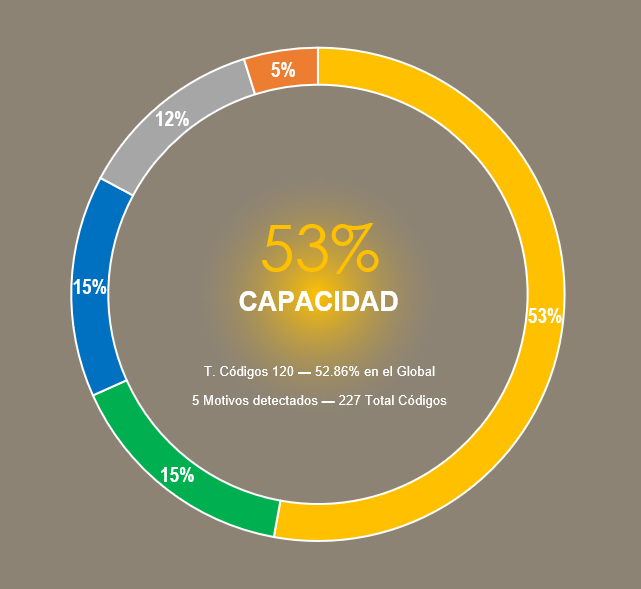 5%
12%
53%
CAPACIDAD
15%
53%
T. Códigos 120 — 52.86% en el Global
5 Motivos detectados — 227 Total Códigos
15%